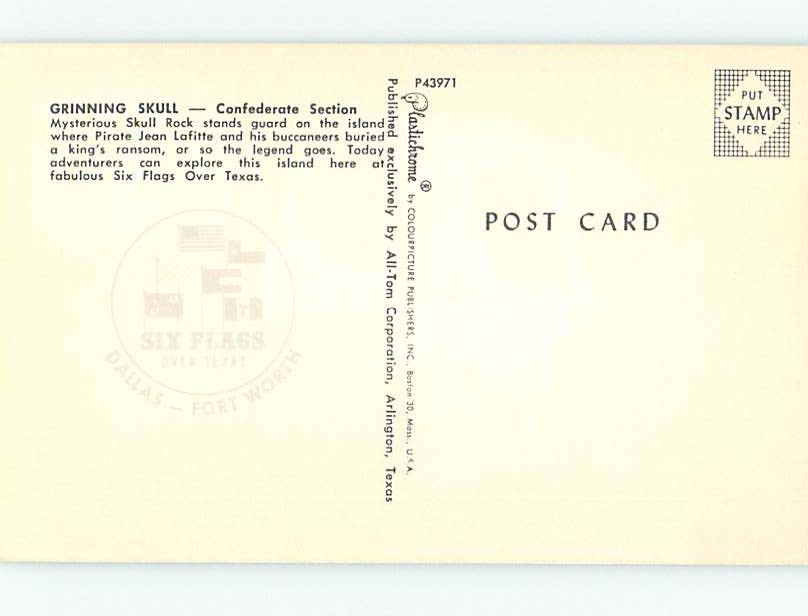 GRINNING SKULL — Confederate Section
Mysterious Skull Rock stands guard on the island
where Pirate Jean Lafitte and his buccaneers buried
a king's ransom, or so the legend goes. Today
adventurers can explore this island here at
fabulous Six Flags Over Texas.
SIX FLAGS
OVER TEXAS
DALLAS — FORT WORTH
Published exclusively by All-Tom Corporation, Arlington, Texas
P43971
Plastichrome ® by COLOURPICTURE PUBLISHERS, INC., Boston 30, Mass., U.S.A.
PUT
STAMP
HERE
POST CARD